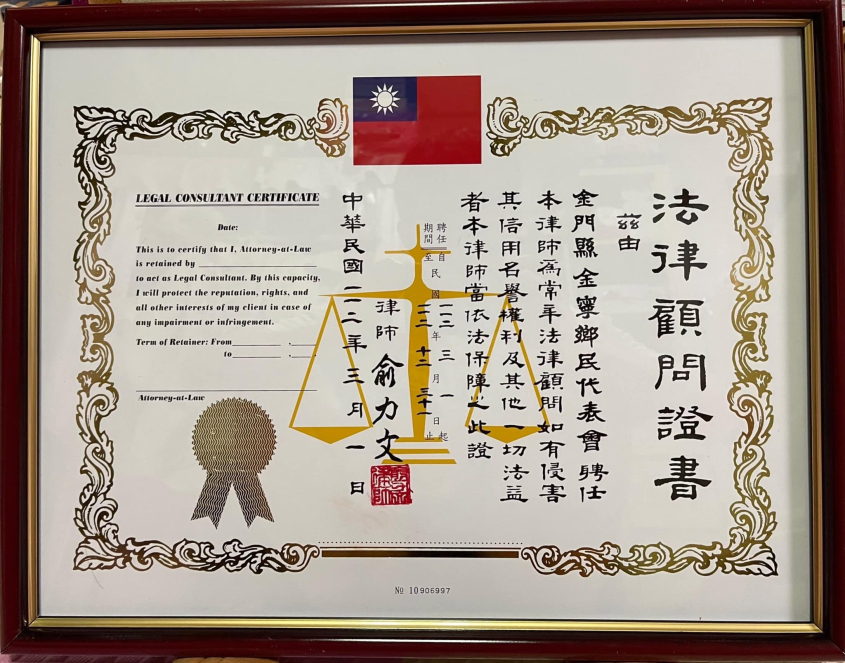 法律顧問證書
茲由
金門縣金寧鄉民代表會聘任
本律師為常年法律顧問如有侵害
其信用名譽權利及其他一切法益
者本律師當依法保障之此證
聘任期間自民國一一二年三月一日起
至一一二年十二月三十一日止
律師俞力文
中華民國一一二年三月一日
LEGAL CONSULTANT CERTIFICATE
Date:
This is to certify that I, Attorney-at-Law
is retained by
to act as Legal Consultant. By this capacity,
I will protect the reputation, rights, and
all other interests of my client in case of
any impairment or infringement.
Term of Retainer: From
to
Attorney-at-Law
№ 10906997